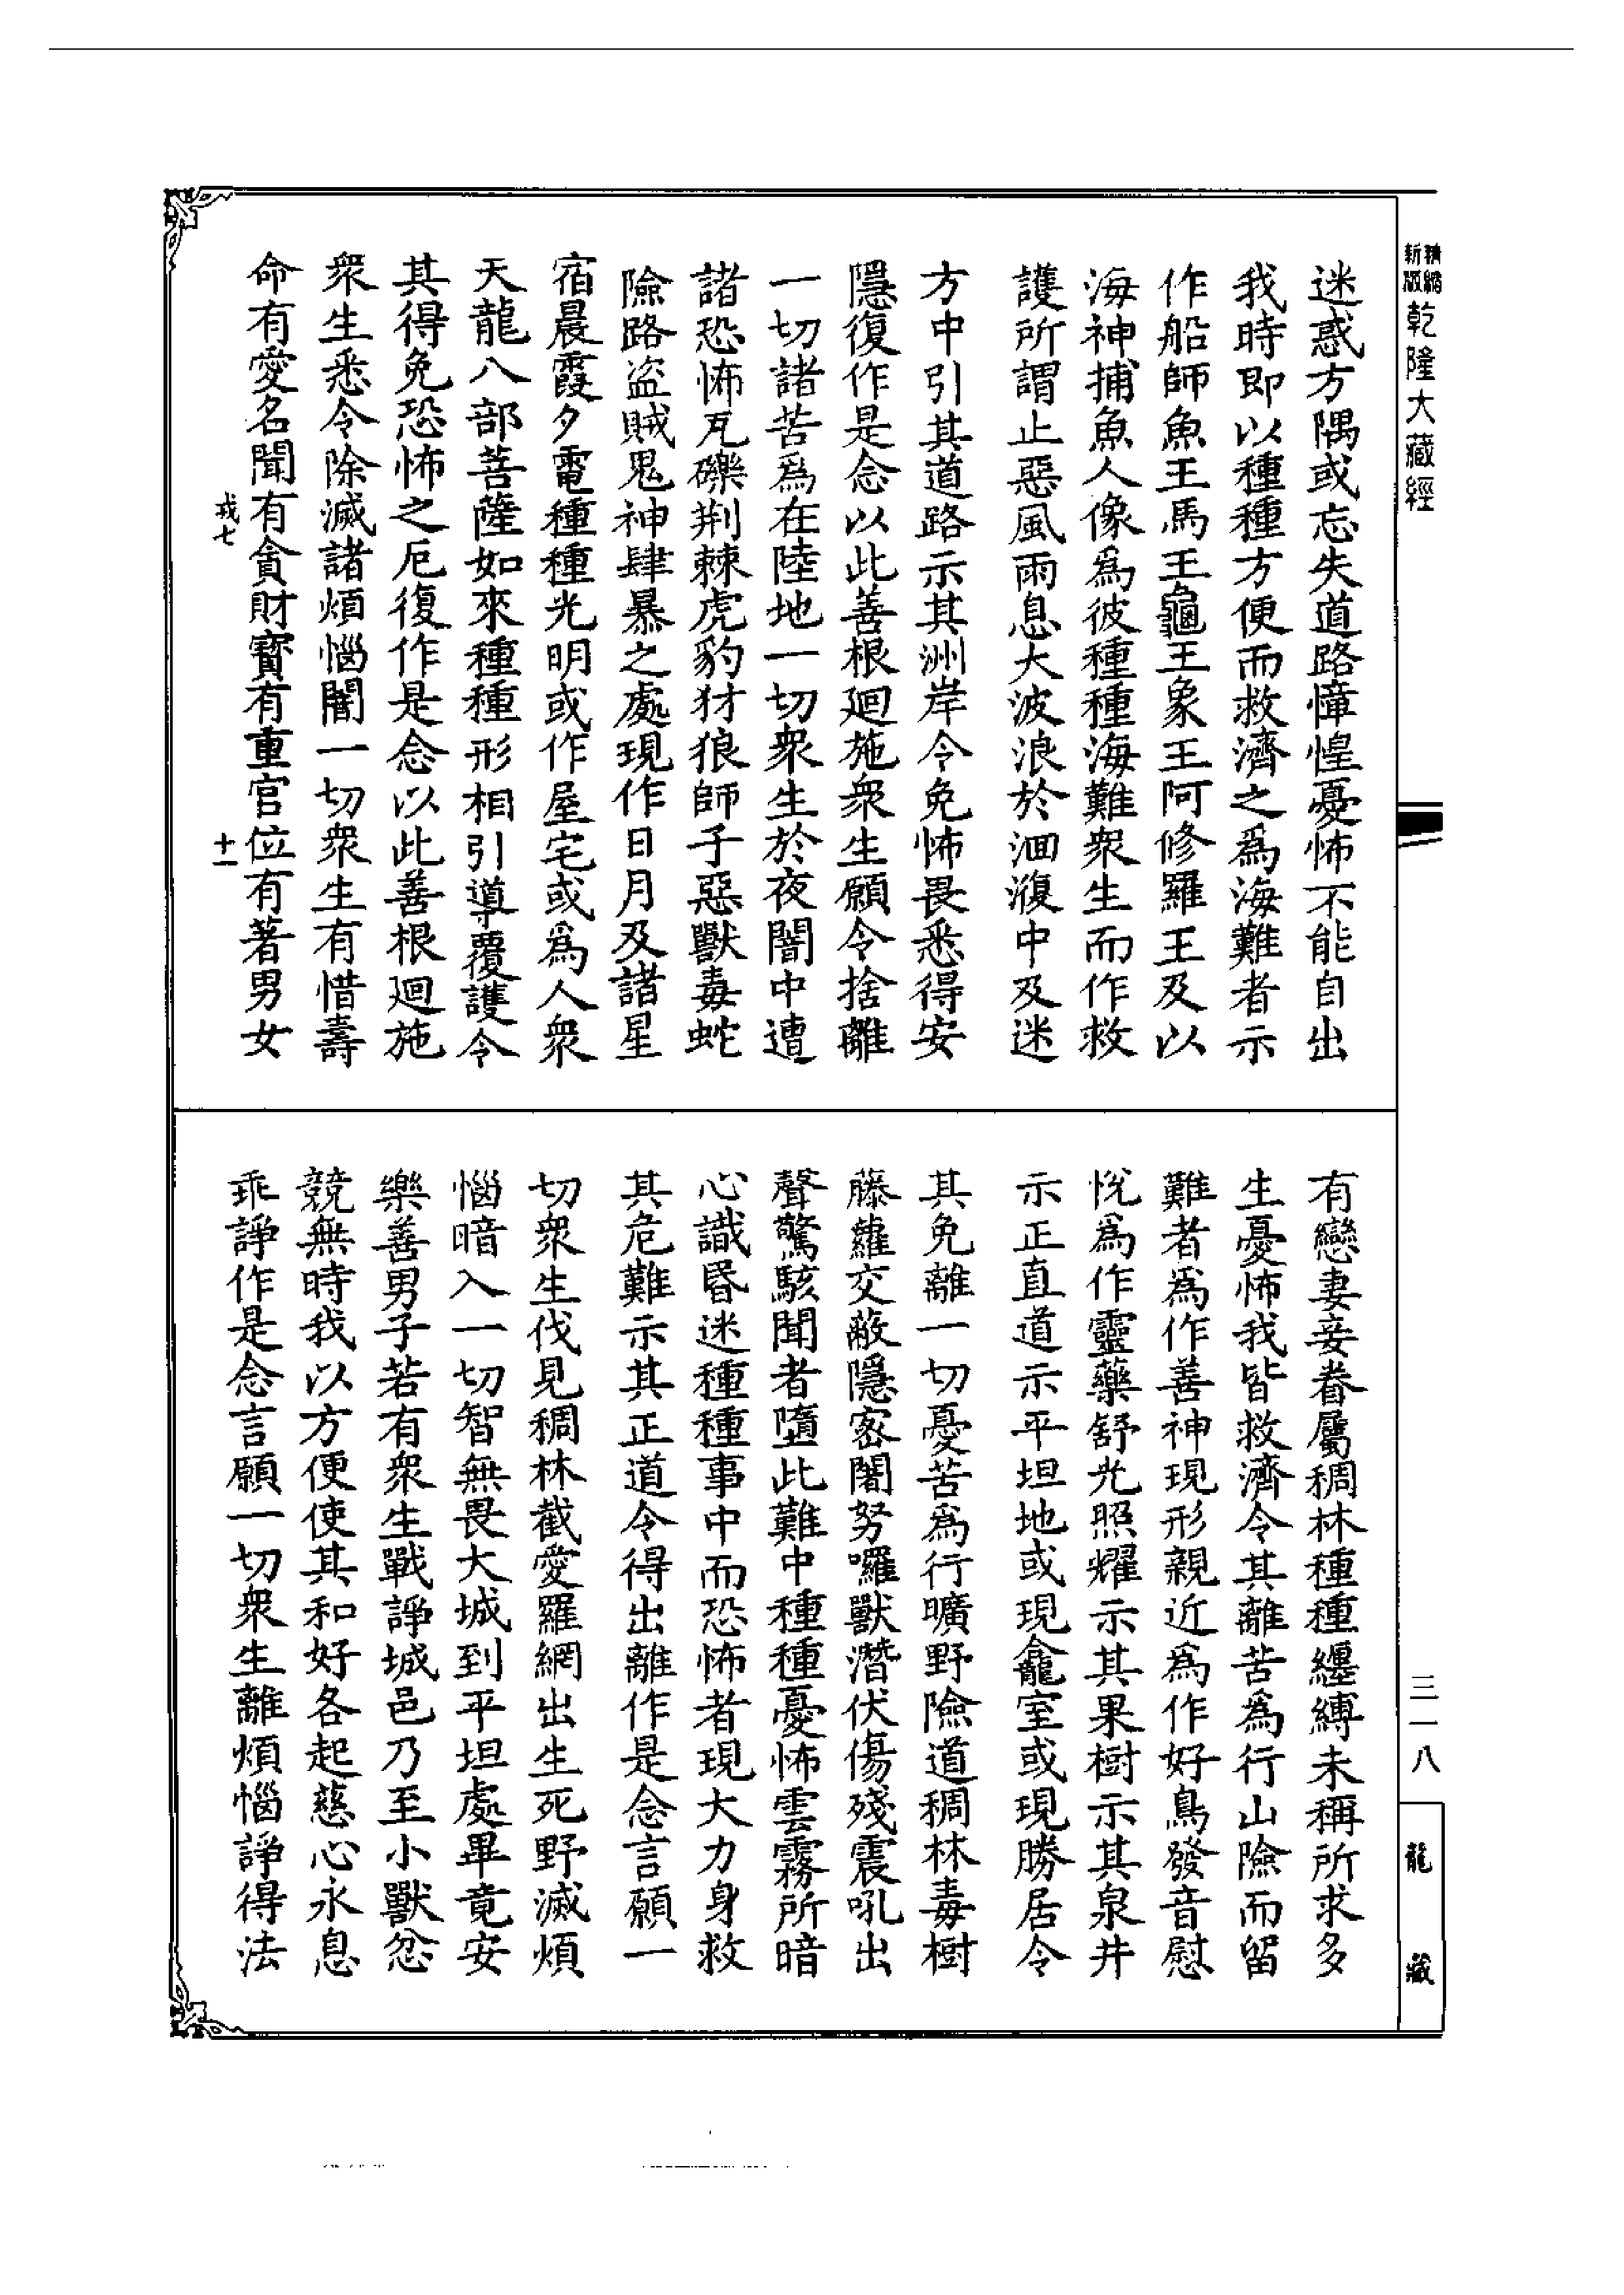 精縮新版乾隆大藏經
迷惑方隅或忘失道路慞惶憂怖不能自出
我時即以種種方便而救濟之爲海難者示
作船師魚王馬王龜王象王阿修羅王及以
海神捕魚人像爲彼種種海難衆生而作救
護所謂止惡風雨息大波浪於洄澓中及迷
方中引其道路示其洲岸令免怖畏悉得安
隱復作是念以此善根廻施衆生願令捨離
一切諸苦爲在陸地一切衆生於夜闇中遭
諸恐怖瓦礫荆棘虎豹犲狼師子惡獸毒蛇
險路盜賊鬼神肆暴之處現作日月及諸星
宿晨霞夕電種種光明或作屋宅或爲人衆
天龍八部菩薩如來種種形相引導覆護令
其得免恐怖之厄復作是念以此善根廻施
衆生悉令除滅諸煩惱闇一切衆生有惜壽
命有愛名聞有貪財寶有重官位有著男女
戎七
十一
有戀妻妾眷屬稠林種種纏縛未稱所求多
生憂怖我皆救濟令其離苦爲行山險而留
難者爲作善神現形親近爲作好鳥發音慰
悅爲作靈藥舒光照耀示其果樹示其泉井
示正直道示平坦地或現龕室或現勝居令
其免離一切憂苦爲行曠野險道稠林毒樹
藤蘿交蔽隱密闇努囉獸潛伏傷殘震吼出
聲驚駭聞者墮此難中種種憂怖雲霧所暗
心識昏迷種種事中而恐怖者現大力身救
其危難示其正道令得出離作是念言願一
切衆生伐見稠林截愛羅網出生死野滅煩
惱暗入一切智無畏大城到平坦處畢竟安
樂善男子若有衆生戰諍城邑乃至小獸忿
競無時我以方便使其和好各起慈心永息
乖諍作是念言願一切衆生離煩惱諍得法
三一八
龍藏